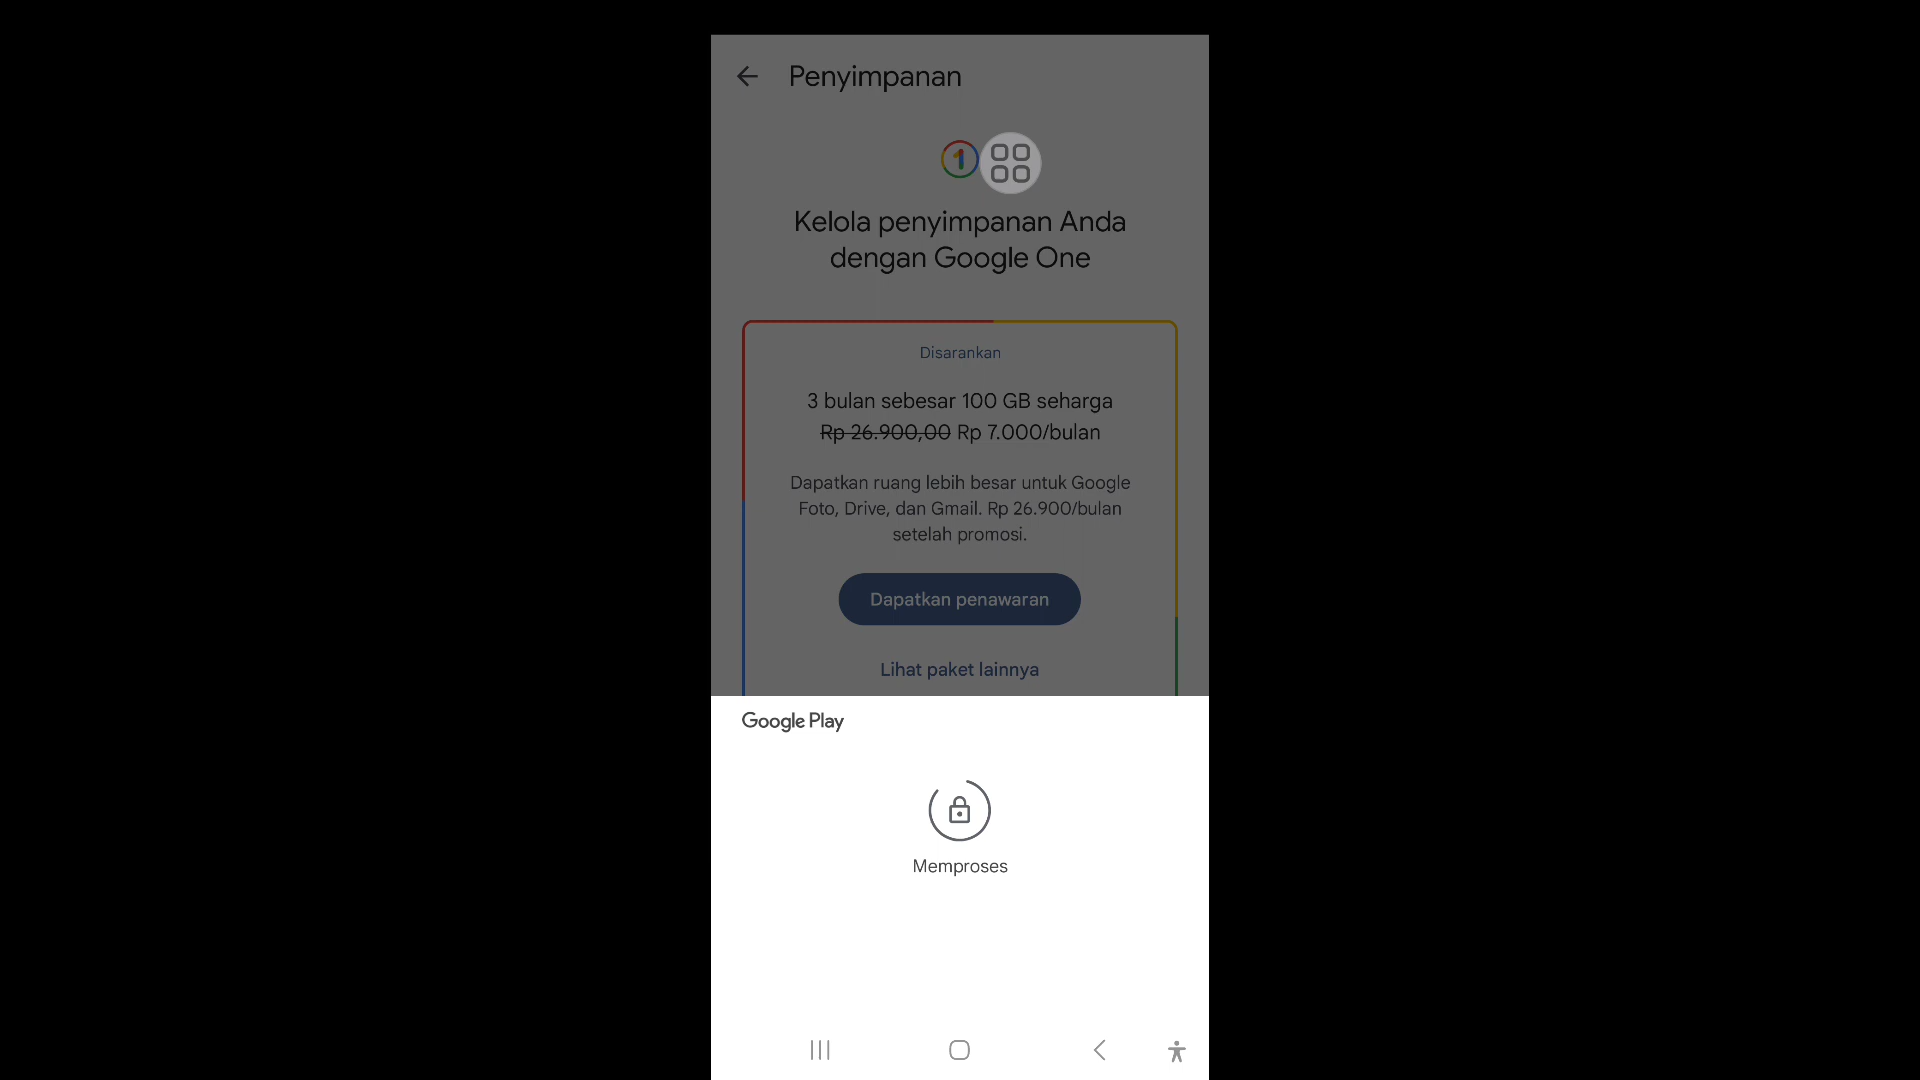 Penyimpanan
1
Kelola penyimpanan Anda
dengan Google One
Disarankan
3 bulan sebesar 100 GB seharga
Rp 26.900,00 Rp 7.000/bulan
Dapatkan ruang lebih besar untuk Google
Foto, Drive, dan Gmail. Rp 26.900/bulan
setelah promosi.
Dapatkan penawaran
Lihat paket lainnya
Google Play
Memproses